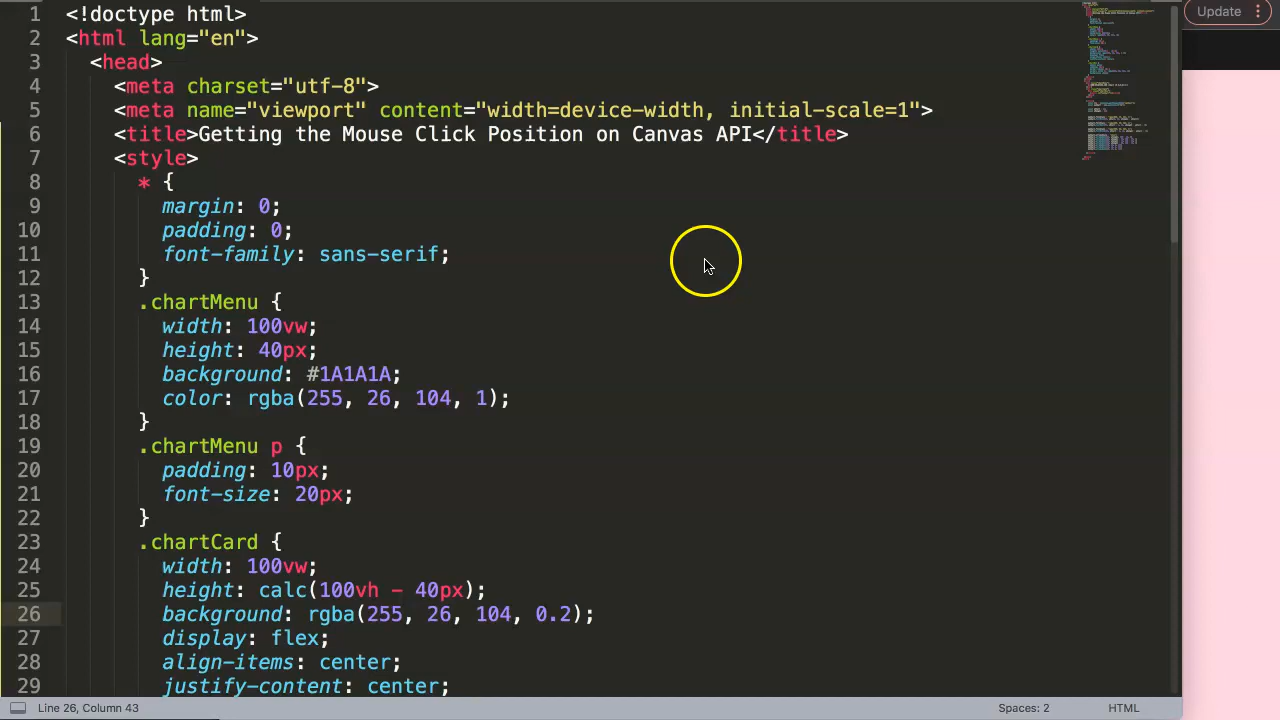 Update
1 <!doctype html>
2 <html lang="en">
3 <head>
4 <meta charset="utf-8">
5 <meta name="viewport" content="width=device-width, initial-scale=1">
6 <title>Getting the Mouse Click Position on Canvas API</title>
7 <style>
8 * {
9 margin: 0;
10 padding: 0;
11 font-family: sans-serif;
12 }
13 .chartMenu {
14 width: 100vw;
15 height: 40px;
16 background: #1A1A1A;
17 color: rgba(255, 26, 104, 1);
18 }
19 .chartMenu p {
20 padding: 10px;
21 font-size: 20px;
22 }
23 .chartCard {
24 width: 100vw;
25 height: calc(100vh - 40px);
26 background: rgba(255, 26, 104, 0.2);
27 display: flex;
28 align-items: center;
29 justify-content: center;
Line 26, Column 43
Spaces: 2
HTML